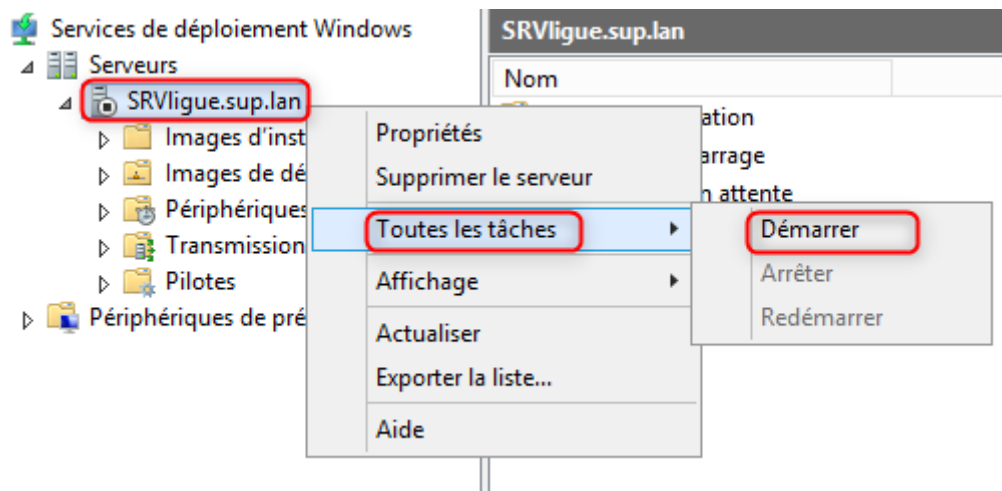 Services de déploiement Windows
SRVligue.sup.lan
Serveurs
Nom
SRVligue.sup.lan
Images d'inst
Images de dé
Périphériques
Transmission
Pilotes
Périphériques de pré
Propriétés
Supprimer le serveur
Toutes les tâches
Affichage
Actualiser
Exporter la liste...
Aide
ation
arrage
n attente
Démarrer
Arrêter
Redémarrer